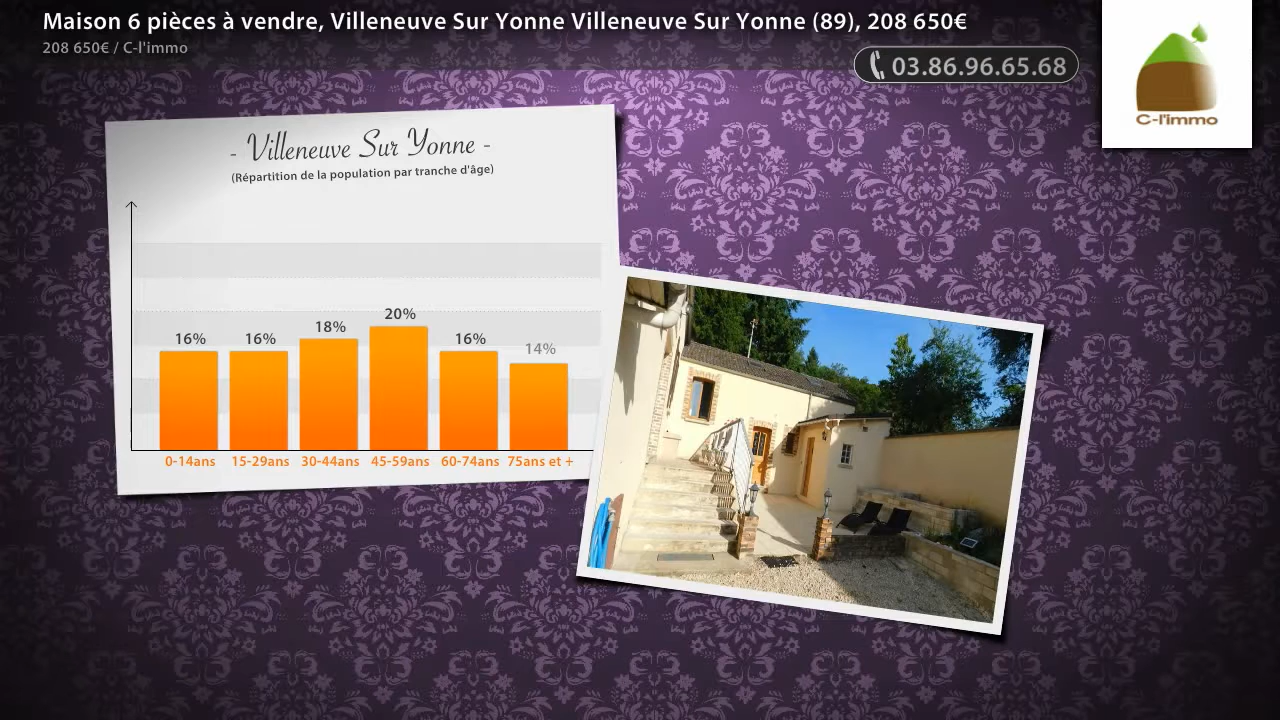 Maison 6 pièces à vendre, Villeneuve Sur Yonne Villeneuve Sur Yonne (89), 208 650€
208 650€ / C-l'immo
03.86.96.65.68
C-l'immo
- Villeneuve Sur Yonne -
(Répartition de la population par tranche d'âge)
16% 16% 18% 20% 16% 14%
0-14ans 15-29ans 30-44ans 45-59ans 60-74ans 75ans et +